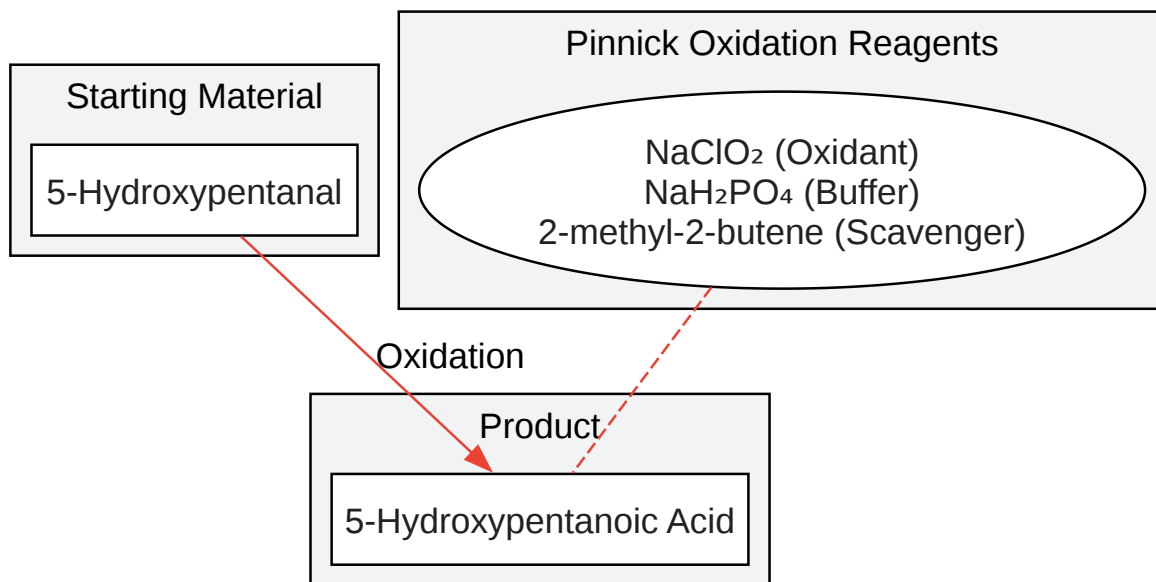 Pinnick Oxidation Reagents
Starting Material
NaClO₂ (Oxidant)
NaH₂PO₄ (Buffer)
2-methyl-2-butene (Scavenger)
5-Hydroxypentanal
Oxidation
Product
5-Hydroxypentanoic Acid